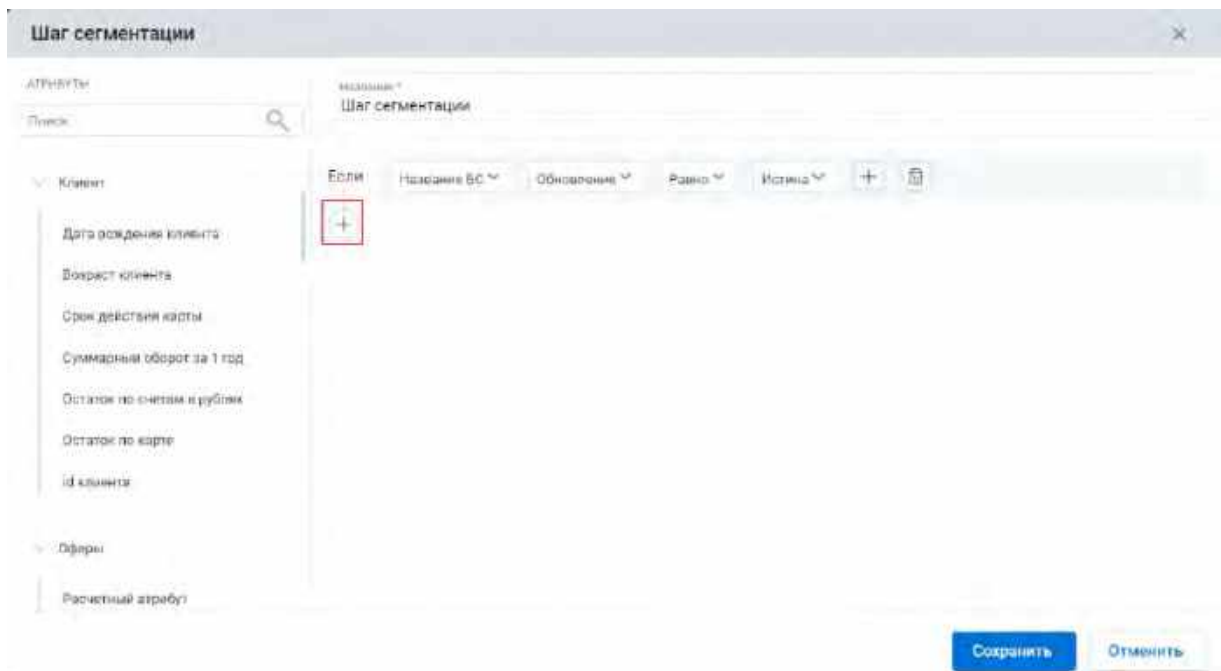 Шаг сегментации
АТРИБУТЫ
Поиск
Название *
Шаг сегментации
Клиент
Если Название БС Обновление Равно Истина
Дата рождения клиента
Возраст клиента
Срок действия карты
Суммарный оборот за 1 год
Остаток по счетам в рублях
Остаток по карте
id клиента
Оферы
Расчетный атрибут
Сохранить Отменить